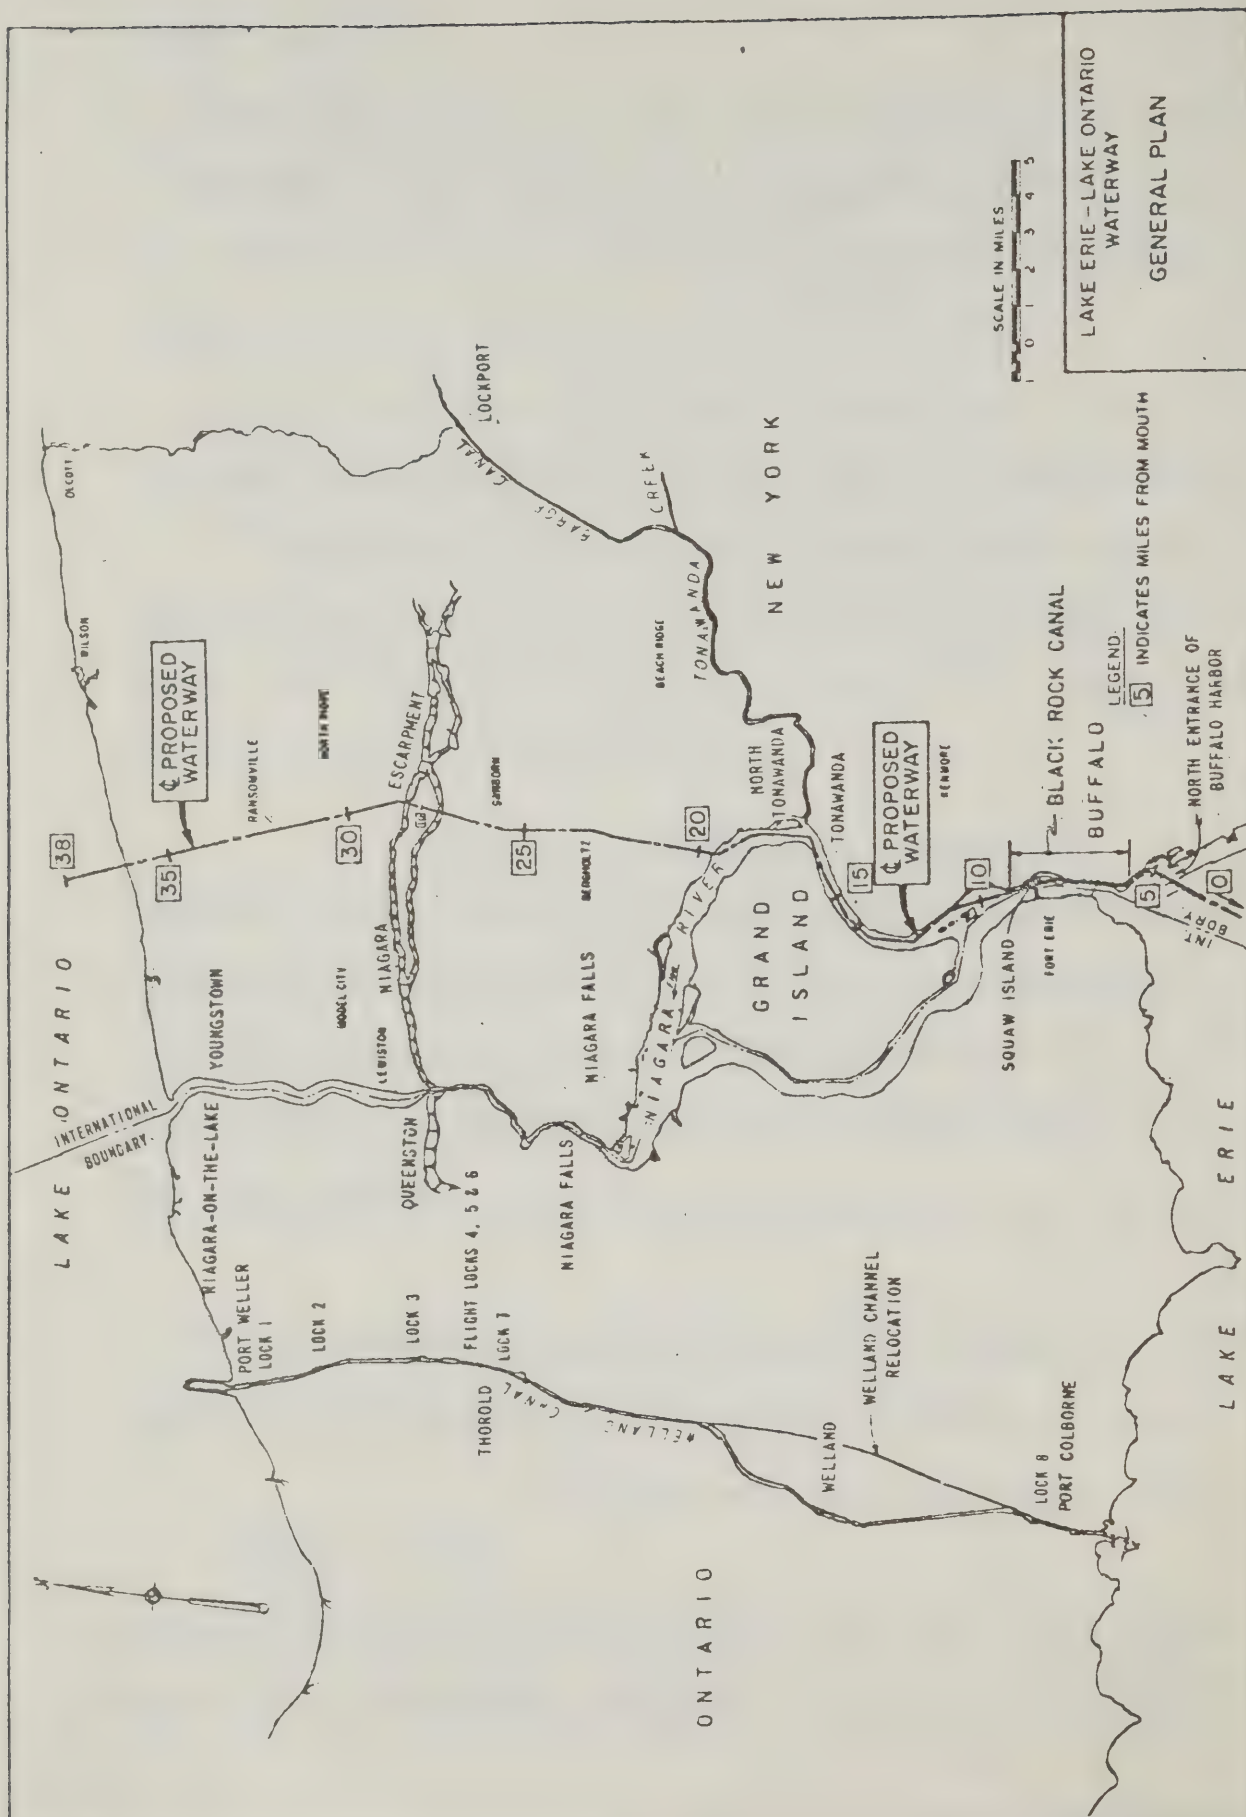 LAKE ONTARIO
INTERNATIONAL
BOUNDARY
38
35
℄ PROPOSED
WATERWAY
WILSON
OLCOTT
YOUNGSTOWN
NIAGARA-ON-THE-LAKE
PORT WELLER
LOCK 1
LOCK 2
LOCK 3
FLIGHT LOCKS 4, 5 & 6
LOCK 7
THOROLD
WELLAND CANAL
RANSOMVILLE
30
MODEL CITY
LEWISTON
NIAGARA
ESCARPMENT
QUEENSTON
SANBORN
25
BERGHOLTZ
LOCKPORT
BARGE CANAL
CREEK
TONAWANDA
BEACH RIDGE
NEW YORK
NIAGARA FALLS
NIAGARA FALLS
NIAGARA RIVER
20
NORTH
TONAWANDA
TONAWANDA
GRAND
ISLAND
15
℄ PROPOSED
WATERWAY
KENMORE
10
BLACK ROCK CANAL
BUFFALO
SQUAW ISLAND
FORT ERIE
5
0
INT
BDRY
NORTH ENTRANCE OF
BUFFALO HARBOR
WELLAND
WELLAND CHANNEL
RELOCATION
LOCK 8
PORT COLBORNE
ONTARIO
LAKE ERIE
N
LEGEND:
5 INDICATES MILES FROM MOUTH
SCALE IN MILES
1 0 1 2 3 4 5
LAKE ERIE - LAKE ONTARIO
WATERWAY
GENERAL PLAN